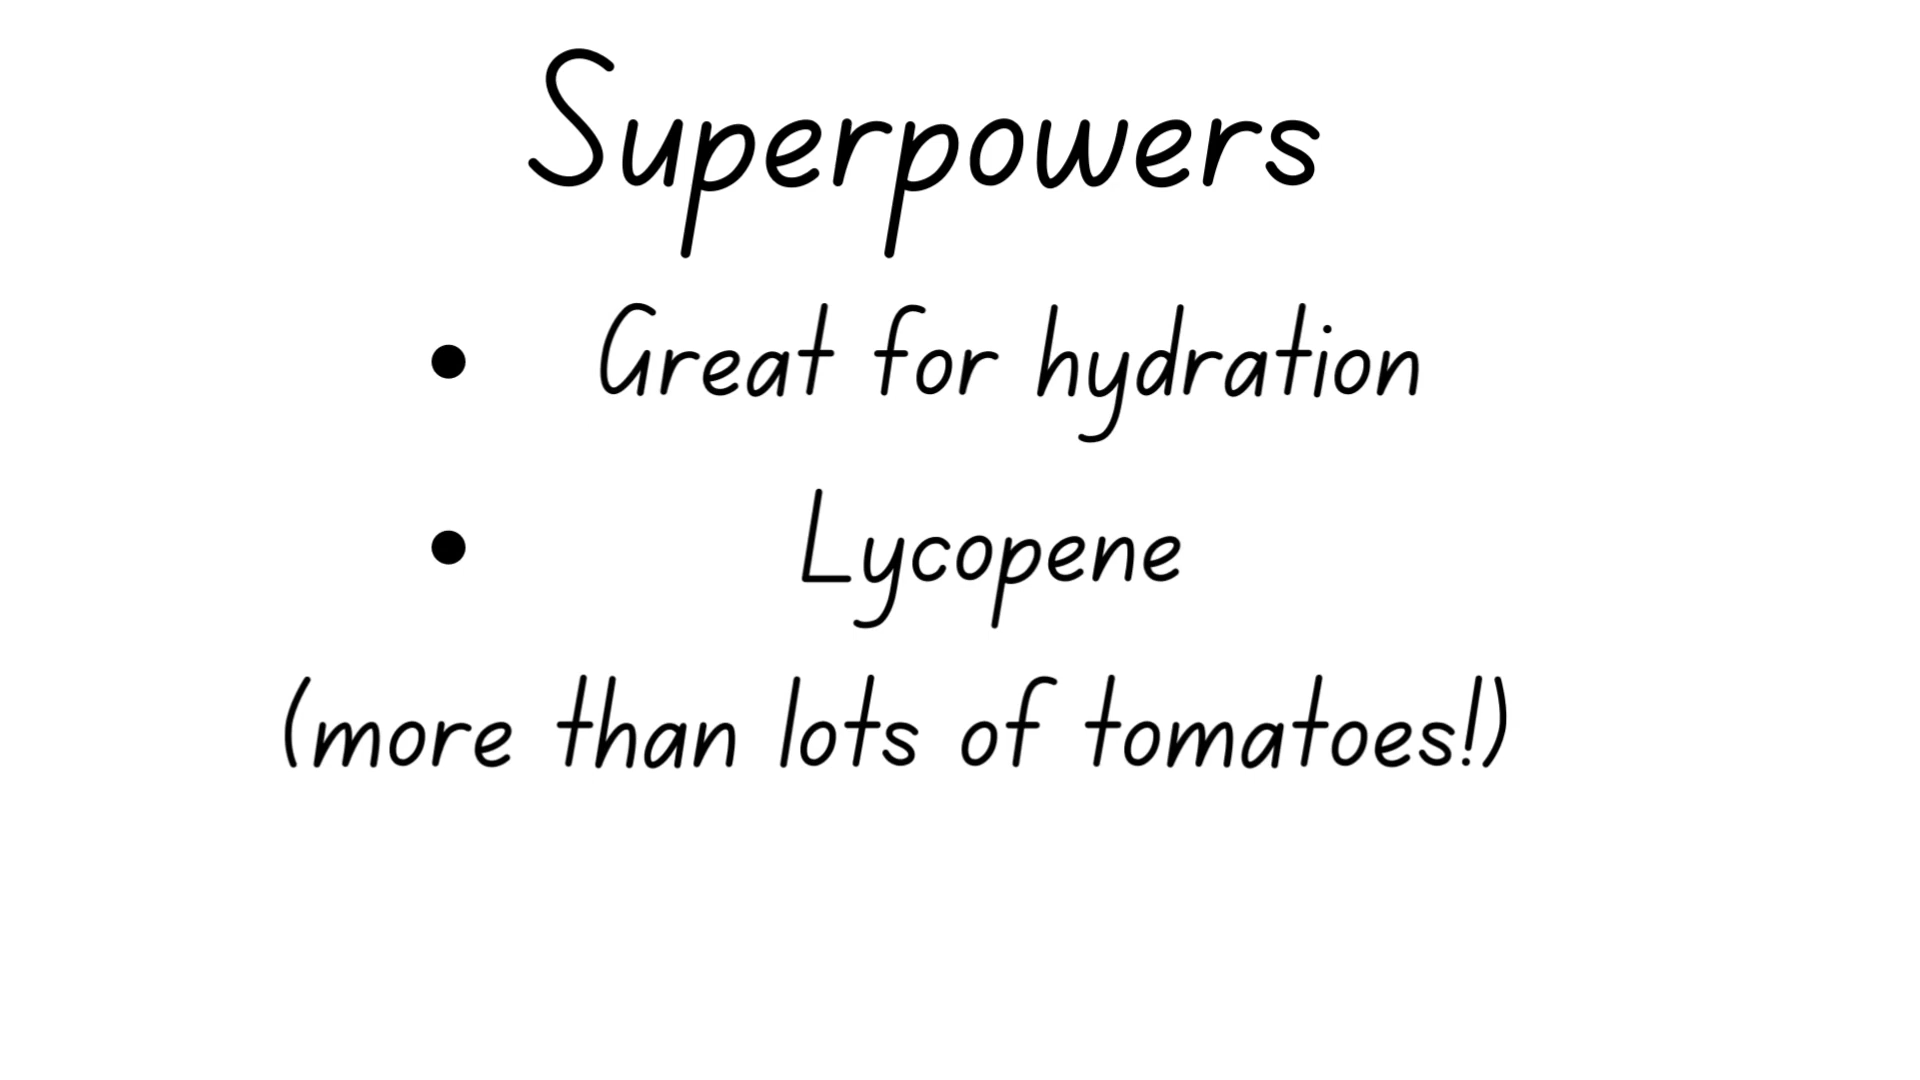 Superpowers
• Great for hydration
• Lycopene
(more than lots of tomatoes!)